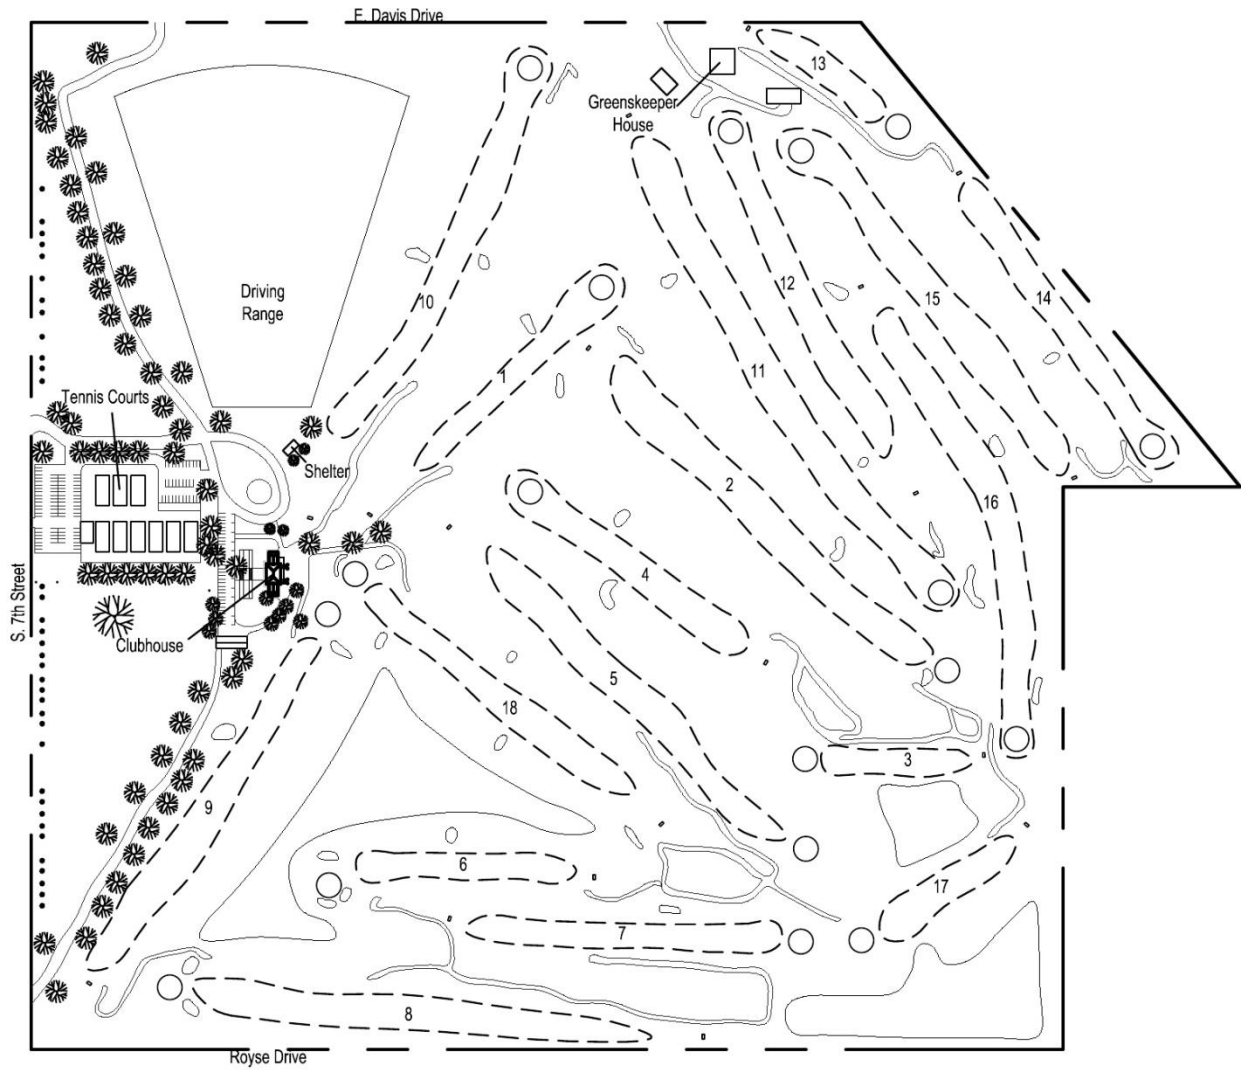 E. Davis Drive
13
Greenskeeper
House
Driving
Range
10
12
14
15
11
1
Tennis Courts
Shelter
2
16
4
S. 7th Street
Clubhouse
5
18
3
9
6
17
7
8
Royse Drive